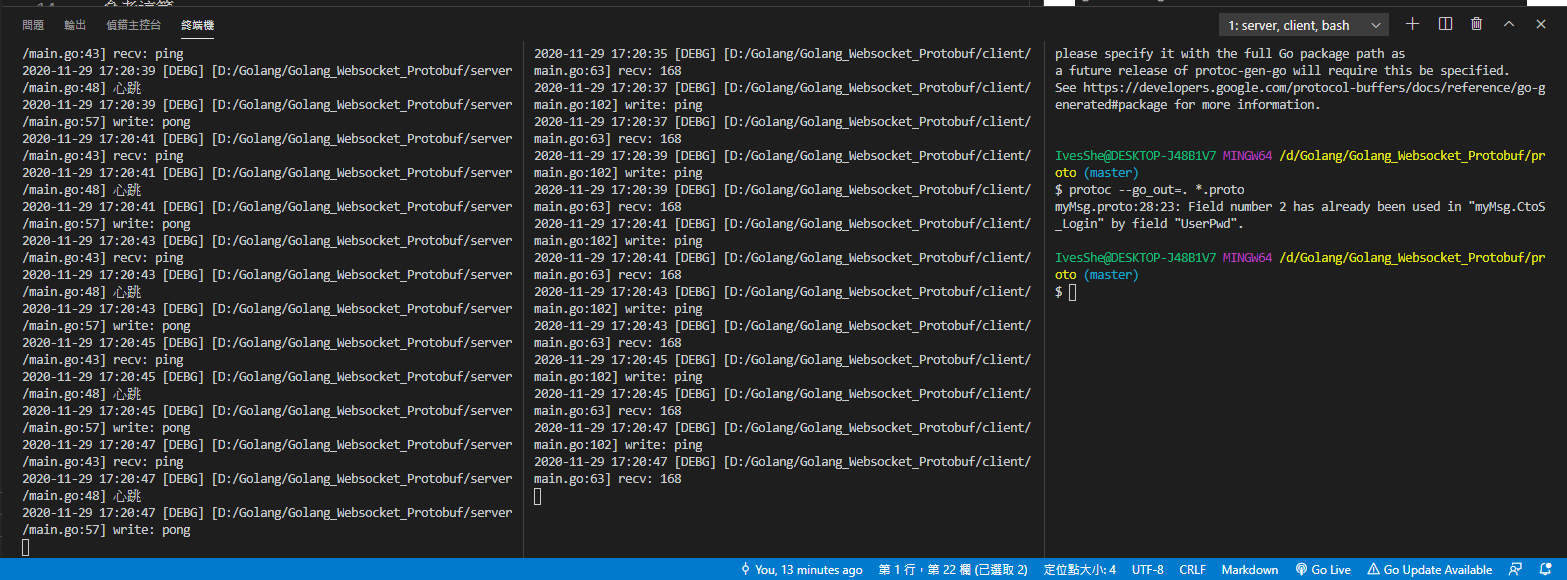 問題 輸出 偵錯主控台 終端機 1: server, client, bash
/main.go:43] recv: ping
2020-11-29 17:20:39 [DEBG] [D:/Golang/Golang_Websocket_Protobuf/server
/main.go:48] 心跳
2020-11-29 17:20:39 [DEBG] [D:/Golang/Golang_Websocket_Protobuf/server
/main.go:57] write: pong
2020-11-29 17:20:41 [DEBG] [D:/Golang/Golang_Websocket_Protobuf/server
/main.go:43] recv: ping
2020-11-29 17:20:41 [DEBG] [D:/Golang/Golang_Websocket_Protobuf/server
/main.go:48] 心跳
2020-11-29 17:20:41 [DEBG] [D:/Golang/Golang_Websocket_Protobuf/server
/main.go:57] write: pong
2020-11-29 17:20:43 [DEBG] [D:/Golang/Golang_Websocket_Protobuf/server
/main.go:43] recv: ping
2020-11-29 17:20:43 [DEBG] [D:/Golang/Golang_Websocket_Protobuf/server
/main.go:48] 心跳
2020-11-29 17:20:43 [DEBG] [D:/Golang/Golang_Websocket_Protobuf/server
/main.go:57] write: pong
2020-11-29 17:20:45 [DEBG] [D:/Golang/Golang_Websocket_Protobuf/server
/main.go:43] recv: ping
2020-11-29 17:20:45 [DEBG] [D:/Golang/Golang_Websocket_Protobuf/server
/main.go:48] 心跳
2020-11-29 17:20:45 [DEBG] [D:/Golang/Golang_Websocket_Protobuf/server
/main.go:57] write: pong
2020-11-29 17:20:47 [DEBG] [D:/Golang/Golang_Websocket_Protobuf/server
/main.go:43] recv: ping
2020-11-29 17:20:47 [DEBG] [D:/Golang/Golang_Websocket_Protobuf/server
/main.go:48] 心跳
2020-11-29 17:20:47 [DEBG] [D:/Golang/Golang_Websocket_Protobuf/server
/main.go:57] write: pong
2020-11-29 17:20:35 [DEBG] [D:/Golang/Golang_Websocket_Protobuf/client/
main.go:63] recv: 168
2020-11-29 17:20:37 [DEBG] [D:/Golang/Golang_Websocket_Protobuf/client/
main.go:102] write: ping
2020-11-29 17:20:37 [DEBG] [D:/Golang/Golang_Websocket_Protobuf/client/
main.go:63] recv: 168
2020-11-29 17:20:39 [DEBG] [D:/Golang/Golang_Websocket_Protobuf/client/
main.go:102] write: ping
2020-11-29 17:20:39 [DEBG] [D:/Golang/Golang_Websocket_Protobuf/client/
main.go:63] recv: 168
2020-11-29 17:20:41 [DEBG] [D:/Golang/Golang_Websocket_Protobuf/client/
main.go:102] write: ping
2020-11-29 17:20:41 [DEBG] [D:/Golang/Golang_Websocket_Protobuf/client/
main.go:63] recv: 168
2020-11-29 17:20:43 [DEBG] [D:/Golang/Golang_Websocket_Protobuf/client/
main.go:102] write: ping
2020-11-29 17:20:43 [DEBG] [D:/Golang/Golang_Websocket_Protobuf/client/
main.go:63] recv: 168
2020-11-29 17:20:45 [DEBG] [D:/Golang/Golang_Websocket_Protobuf/client/
main.go:102] write: ping
2020-11-29 17:20:45 [DEBG] [D:/Golang/Golang_Websocket_Protobuf/client/
main.go:63] recv: 168
2020-11-29 17:20:47 [DEBG] [D:/Golang/Golang_Websocket_Protobuf/client/
main.go:102] write: ping
2020-11-29 17:20:47 [DEBG] [D:/Golang/Golang_Websocket_Protobuf/client/
main.go:63] recv: 168
please specify it with the full Go package path as
a future release of protoc-gen-go will require this be specified.
See https://developers.google.com/protocol-buffers/docs/reference/go-g
enerated#package for more information.
IvesShe@DESKTOP-J48B1V7 MINGW64 /d/Golang/Golang_Websocket_Protobuf/pr
oto (master)
$ protoc --go_out=. *.proto
myMsg.proto:28:23: Field number 2 has already been used in "myMsg.CtoS
_Login" by field "UserPwd".
IvesShe@DESKTOP-J48B1V7 MINGW64 /d/Golang/Golang_Websocket_Protobuf/pr
oto (master)
$
You, 13 minutes ago 第 1 行，第 22 欄 (已選取 2) 定位點大小: 4 UTF-8 CRLF Markdown Go Live Go Update Available